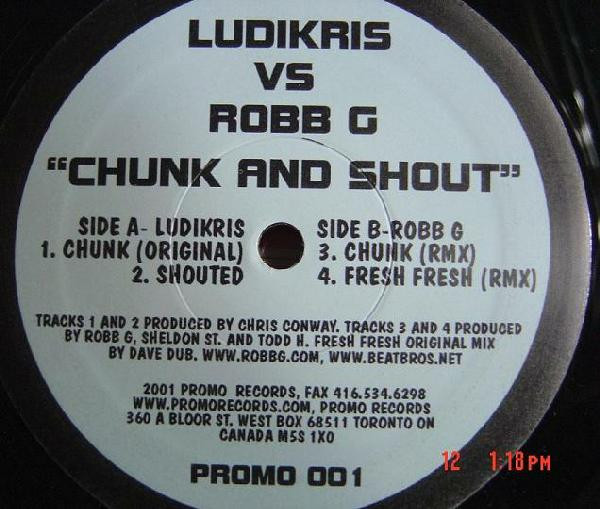 LUDIKRIS
VS
ROBB G
"CHUNK AND SHOUT"
SIDE A- LUDIKRIS
1. CHUNK (ORIGINAL)
2. SHOUTED
SIDE B-ROBB G
3. CHUNK (RMX)
4. FRESH FRESH (RMX)
TRACKS 1 AND 2 PRODUCED BY CHRIS CONWAY. TRACKS 3 AND 4 PRODUCED
BY ROBB G, SHELDON ST. AND TODD H. FRESH FRESH ORIGINAL MIX
BY DAVE DUB. WWW.ROBBG.COM, WWW.BEATBROS.NET
2001 PROMO RECORDS, FAX 416.534.6298
WWW.PROMORECORDS.COM, PROMO RECORDS
360 A BLOOR ST. WEST BOX 68511 TORONTO ON
CANADA M5S 1X0
PROMO 001
12 1:18PM